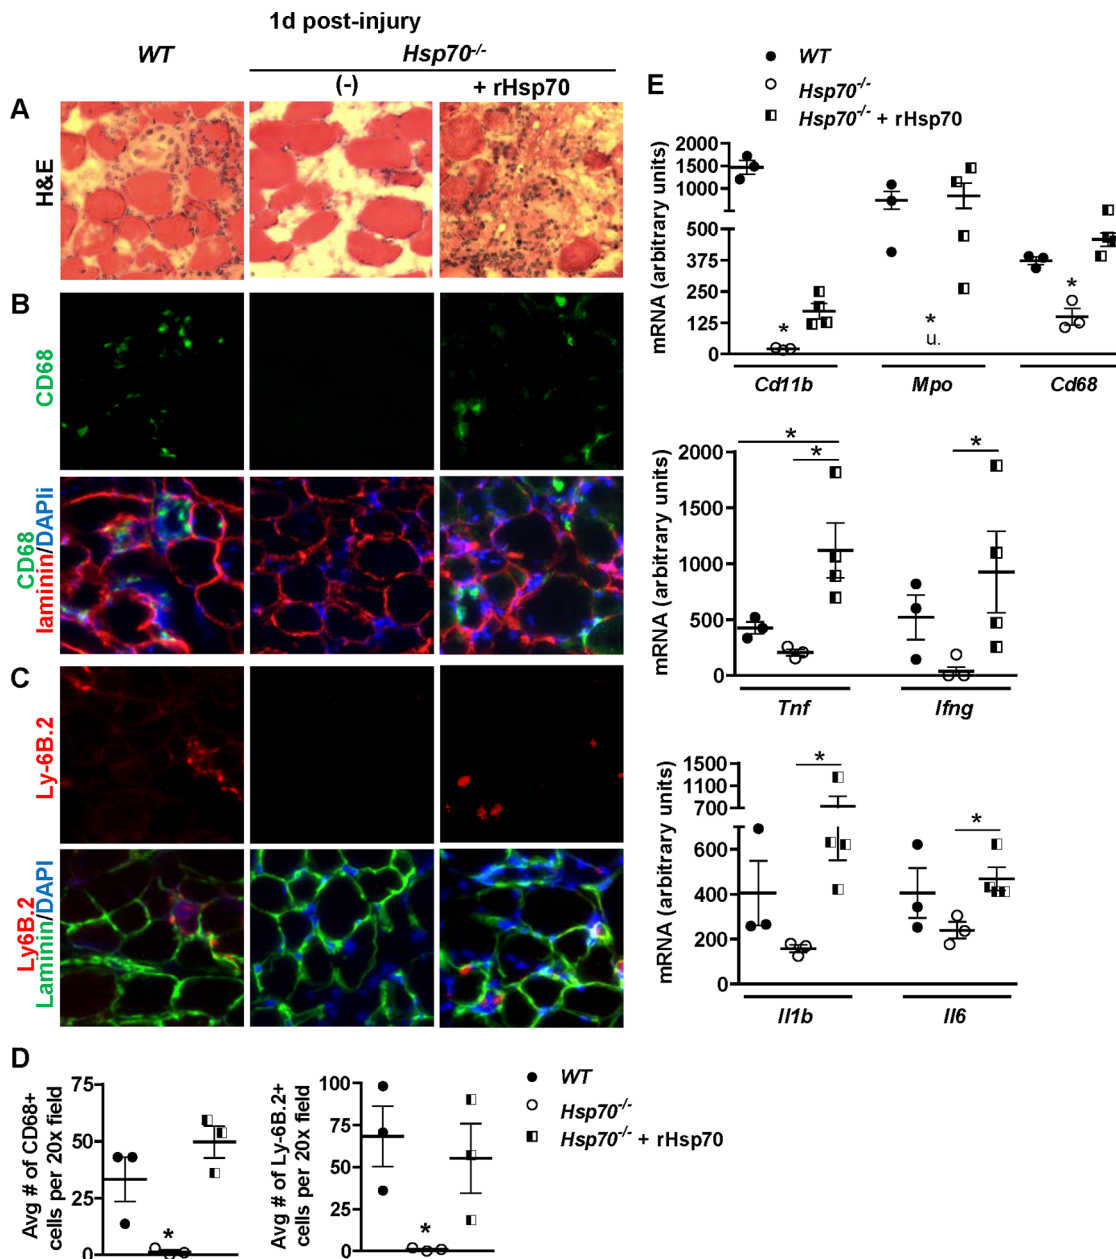 1d post-injury
WT
Hsp70-/-
(-)
+ rHsp70
A
H&E
B
CD68
CD68
laminin/DAPIi
C
Ly-6B.2
Ly6B.2
Laminin/DAPI
D
Avg # of CD68+
cells per 20x field
75
50
25
0
*
Avg # of Ly-6B.2+
cells per 20x field
100
75
50
25
0
*
WT
Hsp70-/-
Hsp70-/- + rHsp70
E
WT
Hsp70-/-
Hsp70-/- + rHsp70
mRNA (arbitrary units)
1500
1000
500
375
250
125
0
*
*
u.
*
Cd11b
Mpo
Cd68
mRNA (arbitrary units)
2000
1500
1000
500
0
*
*
*
Tnf
Ifng
mRNA (arbitrary units)
1500
1100
700
600
400
200
0
*
*
Il1b
Il6